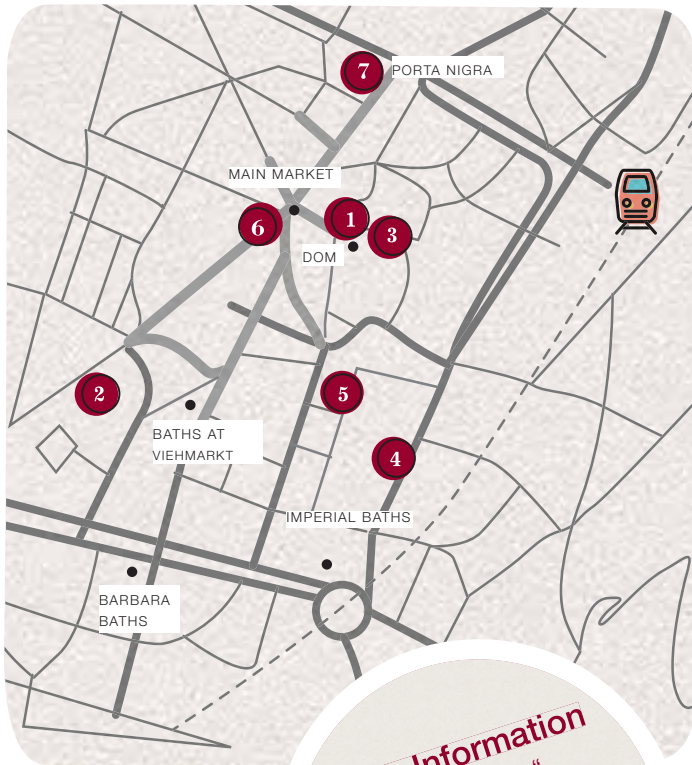 7
PORTA NIGRA
MAIN MARKET
1
6
3
DOM
2
5
BATHS AT
VIEHMARKT
4
IMPERIAL BATHS
BARBARA
BATHS
Information
“